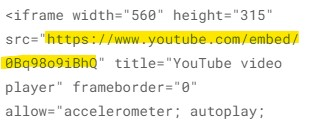 <iframe width="560" height="315"
src="https://www.youtube.com/embed/
0Bq98o9iBhQ" title="YouTube video
player" frameborder="0"
allow="accelerometer; autoplay;